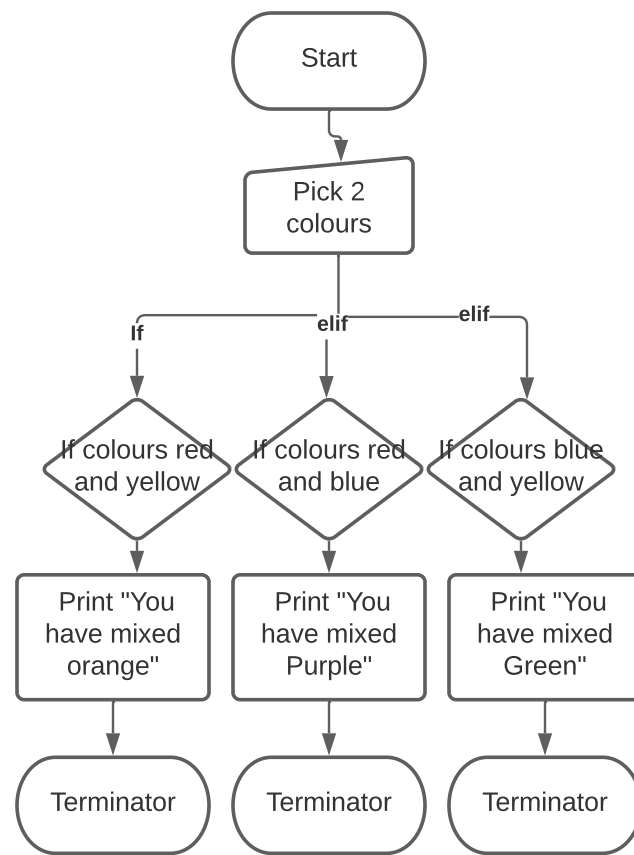 Start
Pick 2
colours
If
elif
elif
If colours red
and yellow
If colours red
and blue
If colours blue
and yellow
Print "You
have mixed
orange"
Print "You
have mixed
Purple"
Print "You
have mixed
Green"
Terminator
Terminator
Terminator